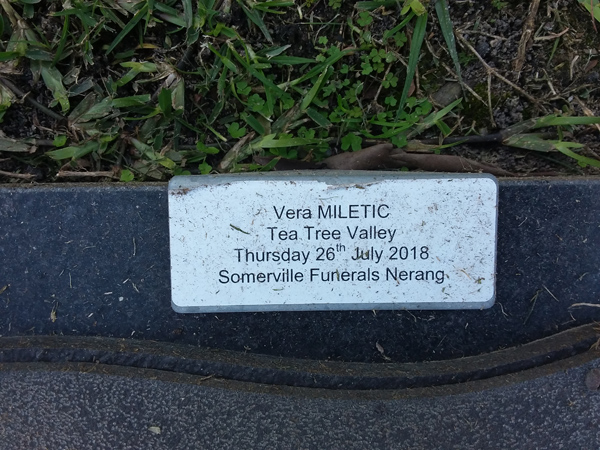 Vera MILETIC
Tea Tree Valley
Thursday 26th July 2018
Somerville Funerals Nerang